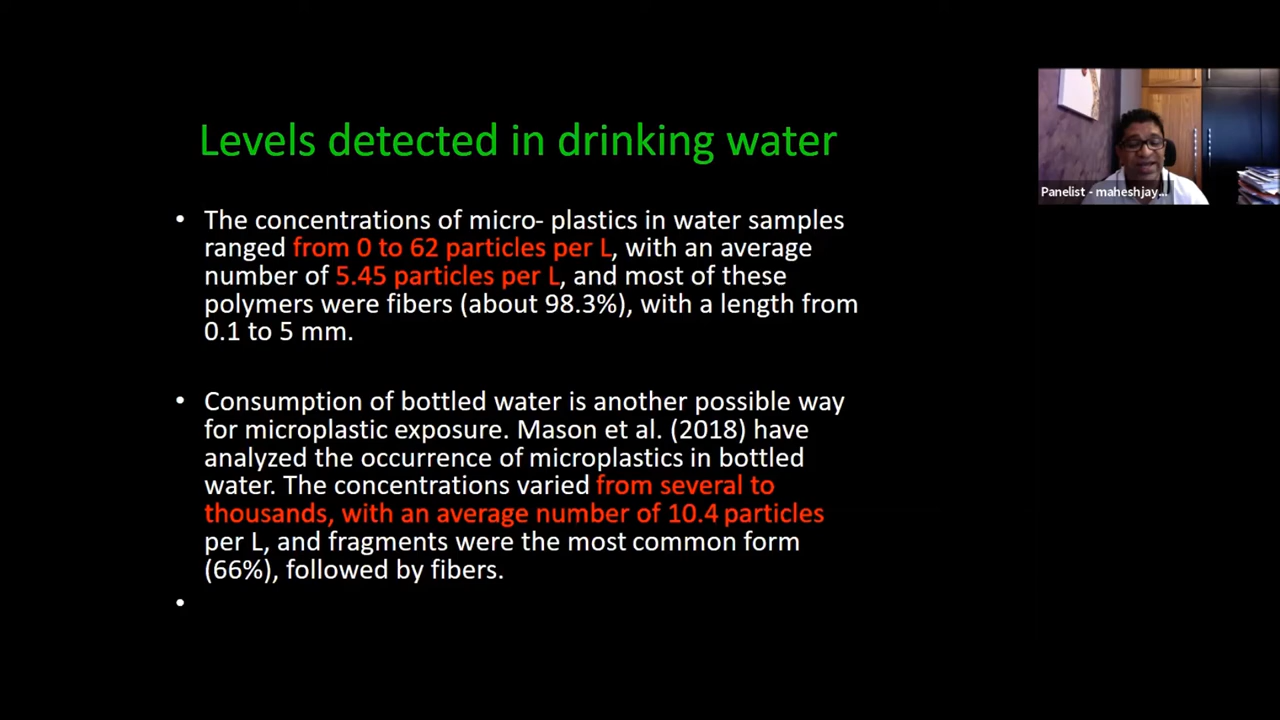 Levels detected in drinking water
Panelist - maheshjay...
• The concentrations of micro- plastics in water samples
ranged from 0 to 62 particles per L, with an average
number of 5.45 particles per L, and most of these
polymers were fibers (about 98.3%), with a length from
0.1 to 5 mm.
• Consumption of bottled water is another possible way
for microplastic exposure. Mason et al. (2018) have
analyzed the occurrence of microplastics in bottled
water. The concentrations varied from several to
thousands, with an average number of 10.4 particles
per L, and fragments were the most common form
(66%), followed by fibers.
•